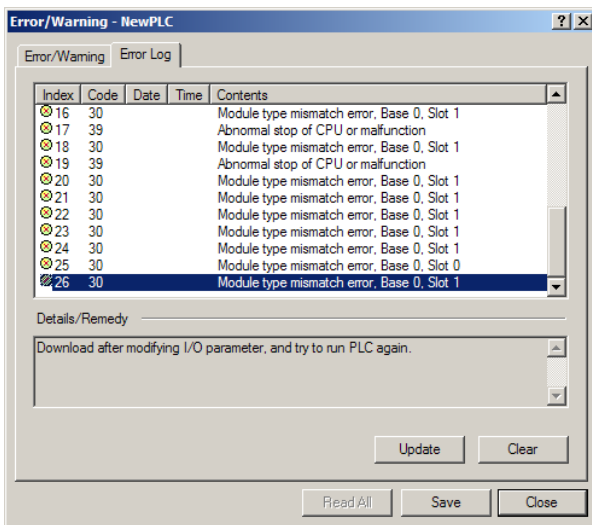 Error/Warning - NewPLC
Error/Warning Error Log
Index Code Date Time Contents
16 30 Module type mismatch error, Base 0, Slot 1
17 39 Abnormal stop of CPU or malfunction
18 30 Module type mismatch error, Base 0, Slot 1
19 39 Abnormal stop of CPU or malfunction
20 30 Module type mismatch error, Base 0, Slot 1
21 30 Module type mismatch error, Base 0, Slot 1
22 30 Module type mismatch error, Base 0, Slot 1
23 30 Module type mismatch error, Base 0, Slot 1
24 30 Module type mismatch error, Base 0, Slot 1
25 30 Module type mismatch error, Base 0, Slot 0
26 30 Module type mismatch error, Base 0, Slot 1
Details/Remedy
Download after modifying I/O parameter, and try to run PLC again.
Update Clear
Read All Save Close